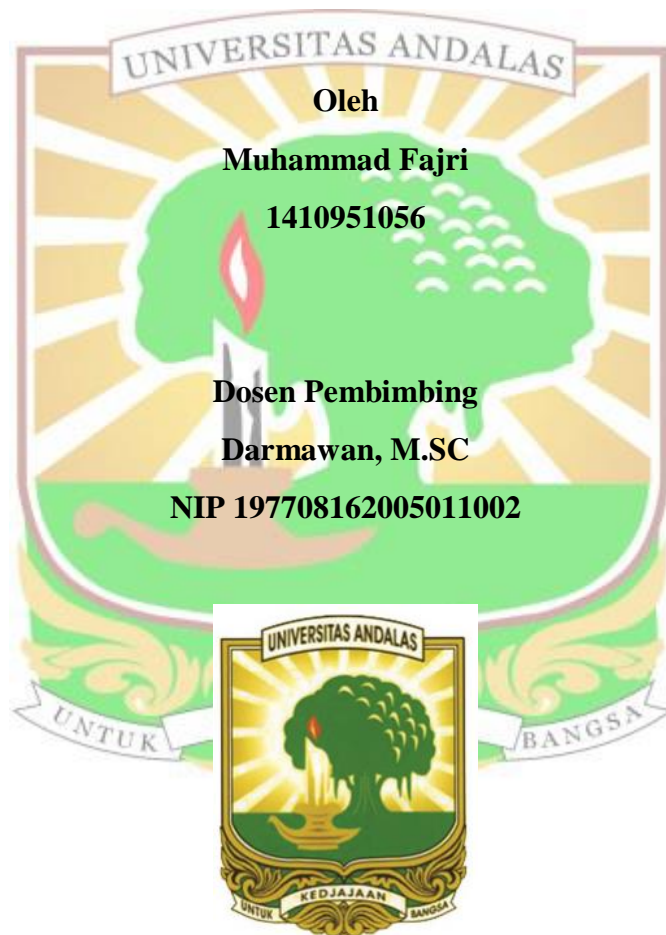 UNIVERSITAS ANDALAS
Oleh
Muhammad Fajri
1410951056
Dosen Pembimbing
Darmawan, M.SC
NIP 197708162005011002
UNIVERSITAS ANDALAS
UNTUK BANGSA
UNTUK KEDJAJAAN BANGSA